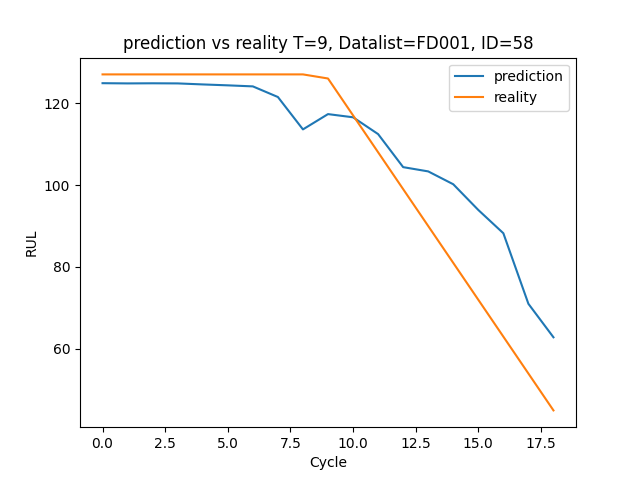 prediction vs reality T=9, Datalist=FD001, ID=58
prediction
reality
RUL
120
100
80
60
0.0 2.5 5.0 7.5 10.0 12.5 15.0 17.5
Cycle